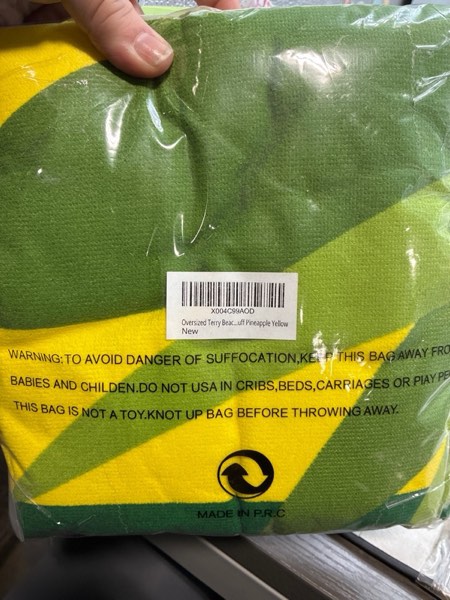 X004C99AOD
Oversized Terry Beac...uff Pineapple Yellow
New
WARNING:TO AVOID DANGER OF SUFFOCATION,KEEP THIS BAG AWAY FRO
BABIES AND CHILDEN.DO NOT USA IN CRIBS,BEDS,CARRIAGES OR PIAY PE
THIS BAG IS NOT A TOY.KNOT UP BAG BEFORE THROWING AWAY.
MADE IN P.R.C